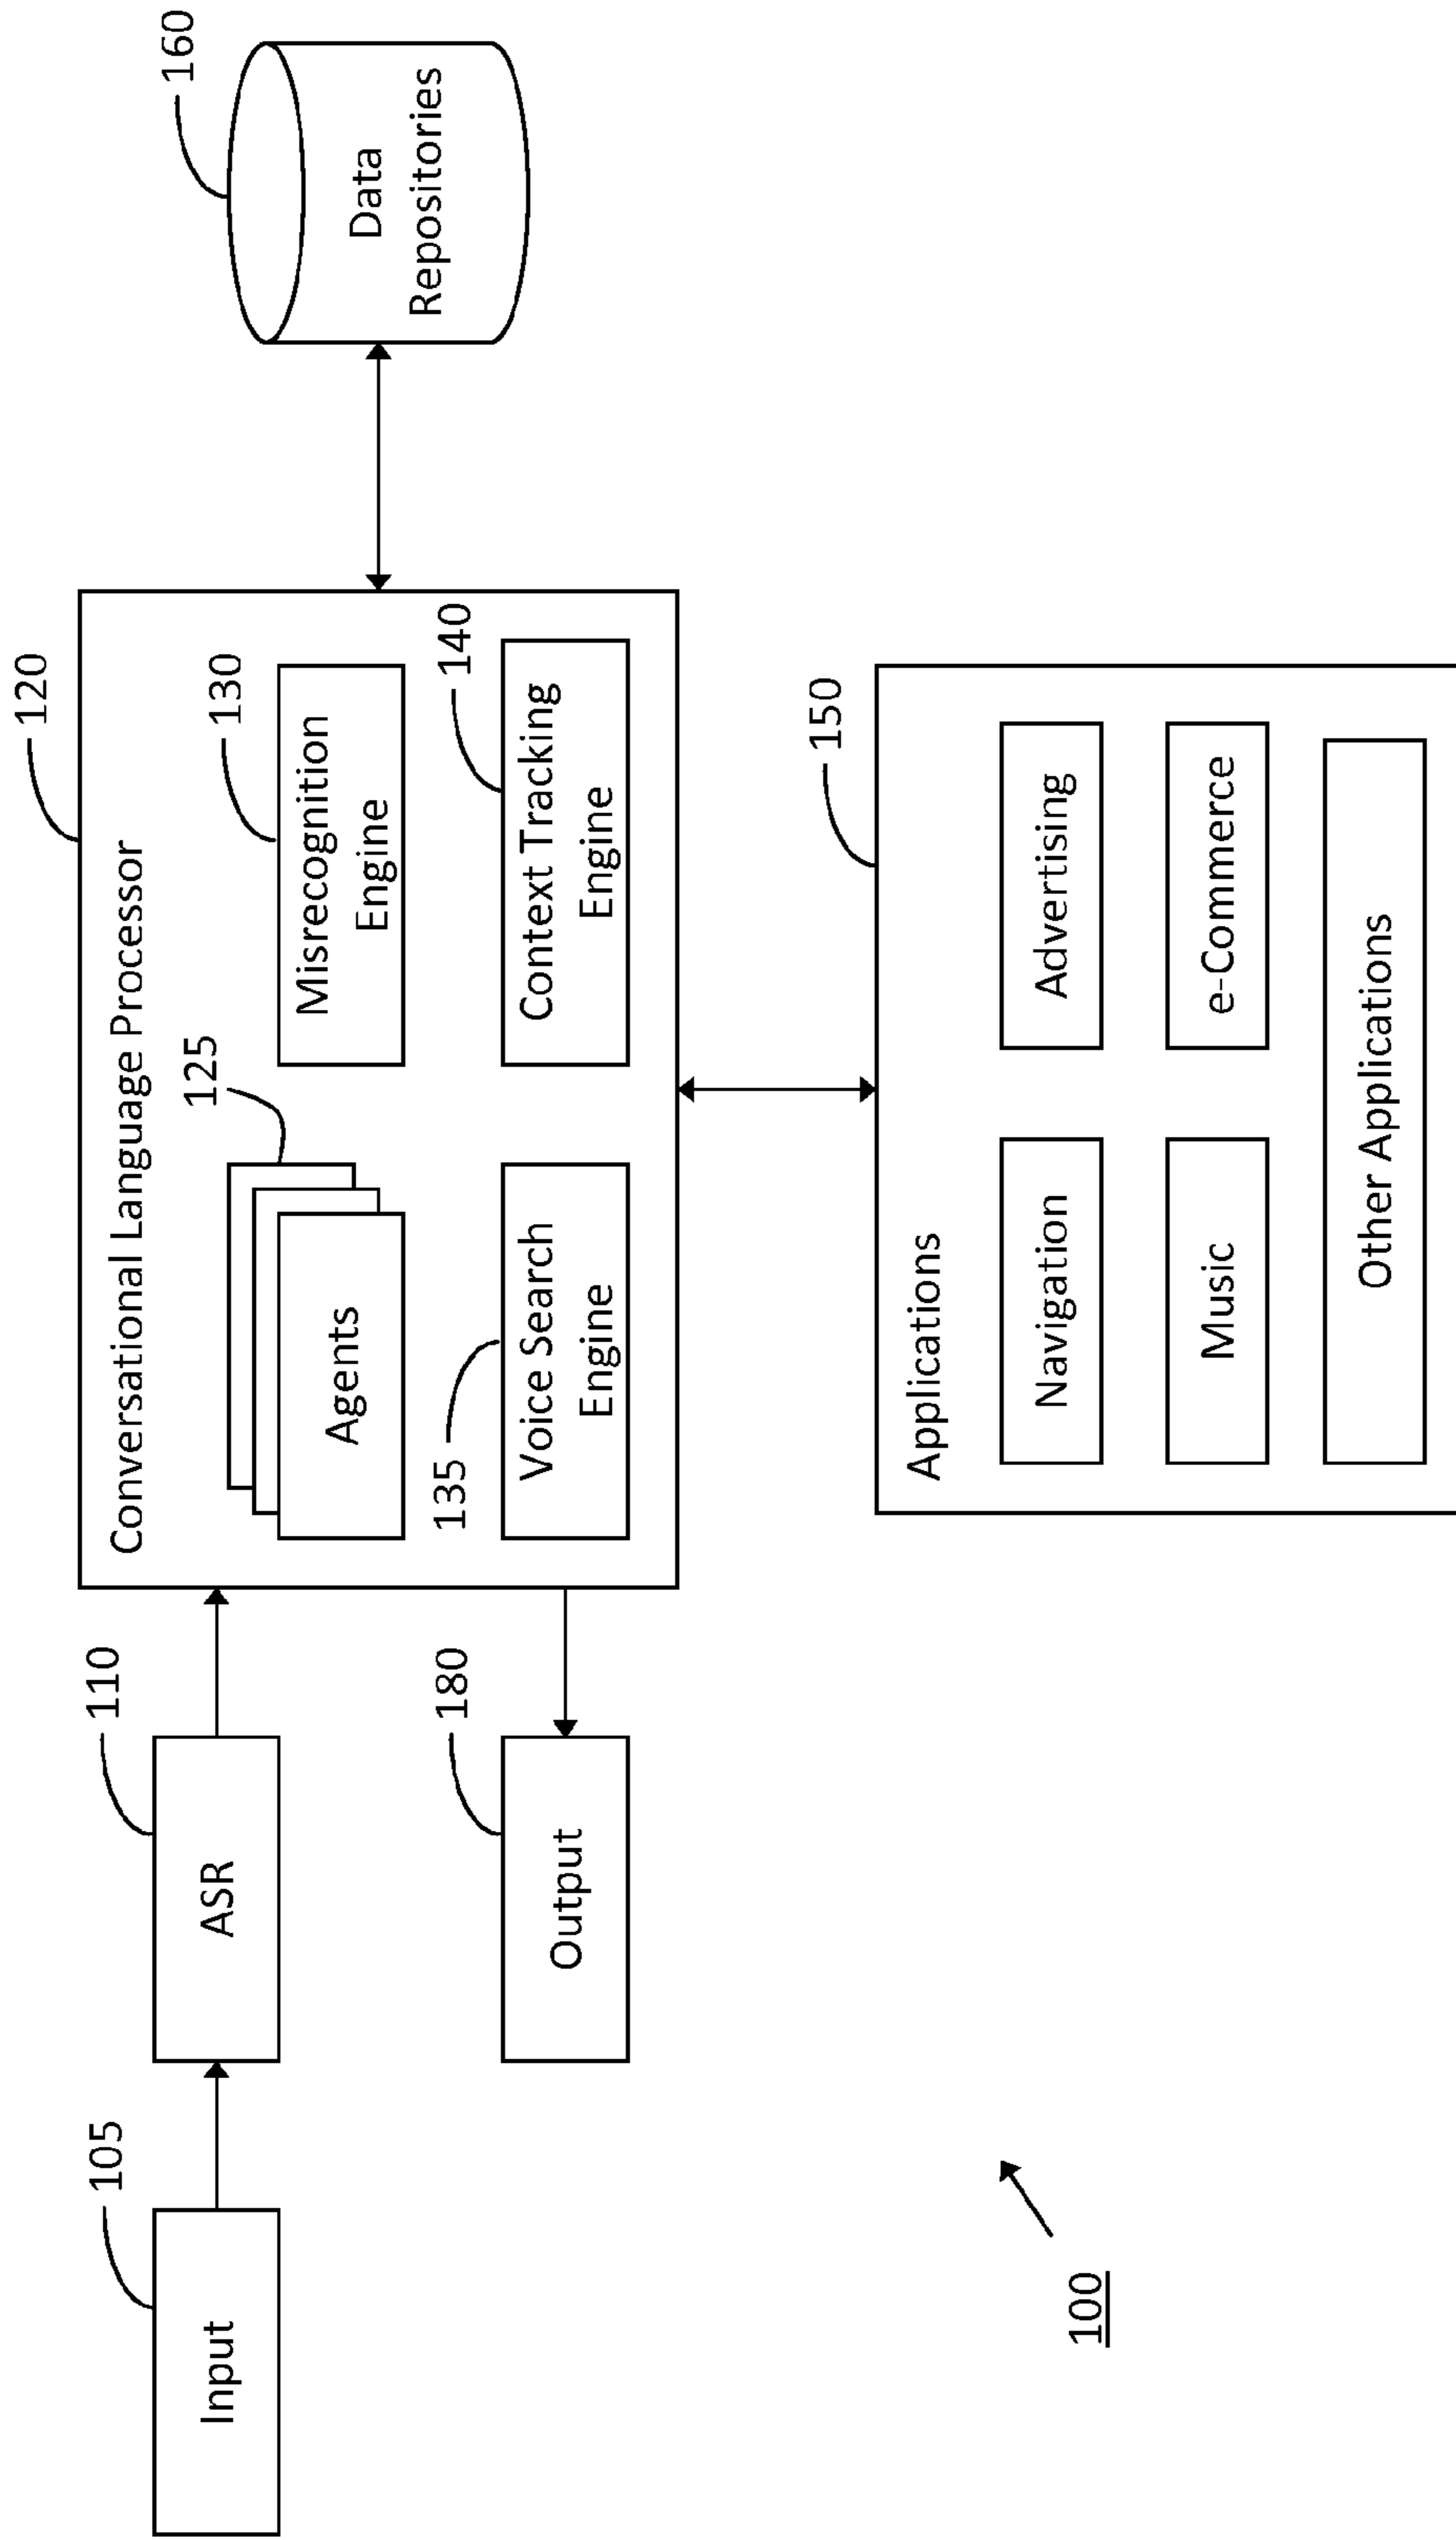 105
Input
110
ASR
180
Output
120
Conversational Language Processor
125
Agents
130
Misrecognition
Engine
135
Voice Search
Engine
140
Context Tracking
Engine
160
Data
Repositories
150
Applications
Navigation
Advertising
Music
e-Commerce
Other Applications
100